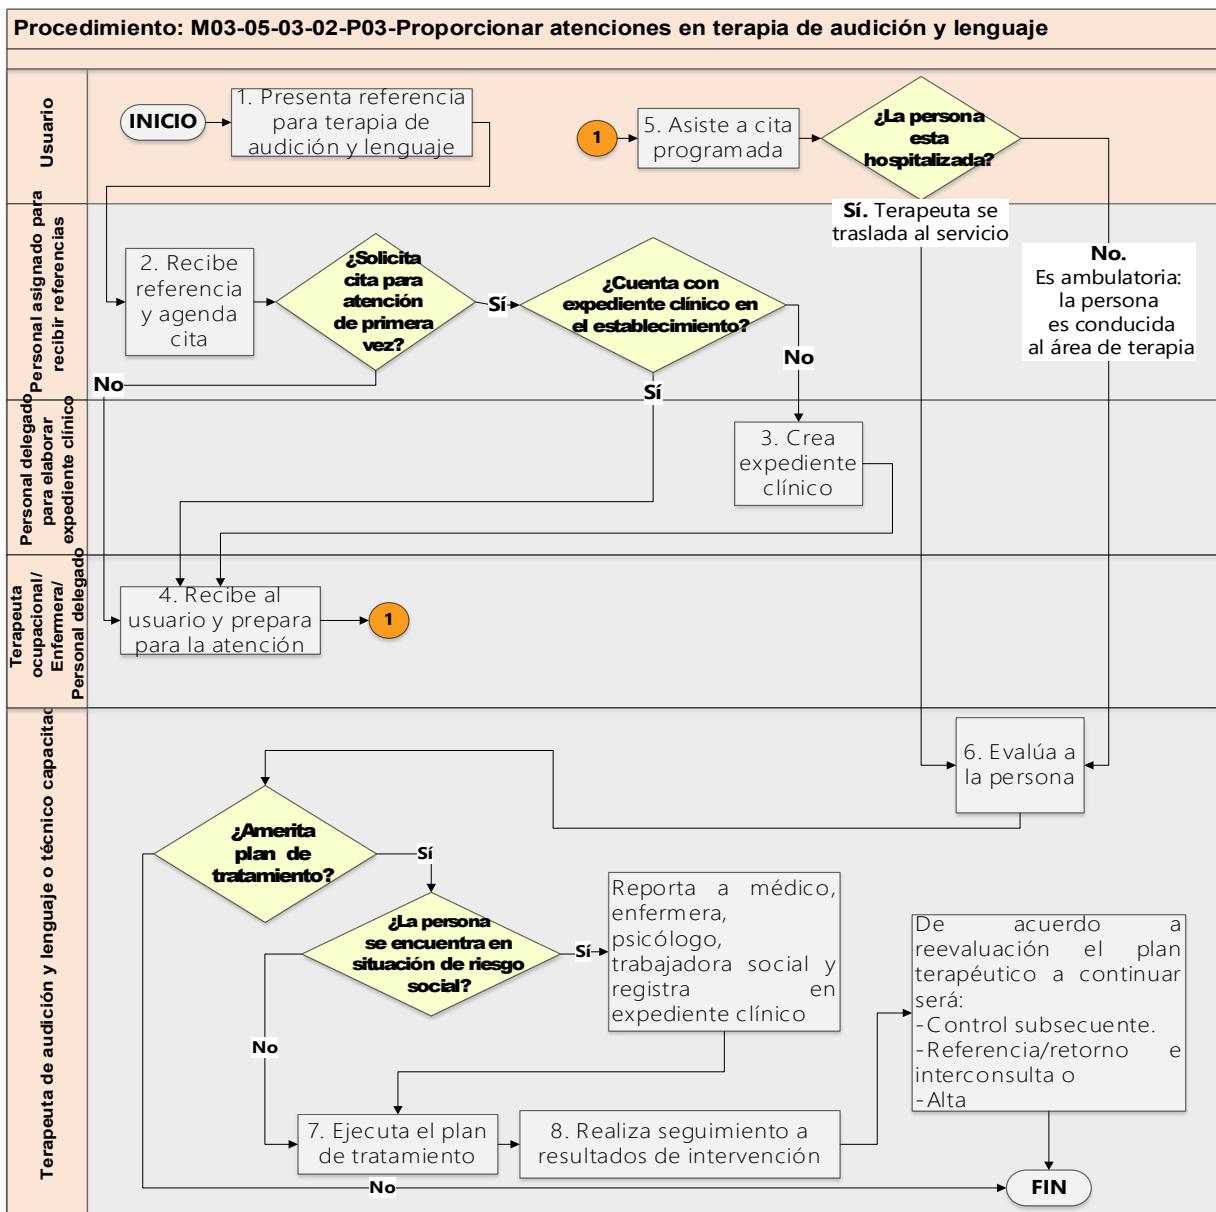 Procedimiento: M03-05-03-02-P03-Proporcionar atenciones en terapia de audición y lenguaje
Usuario
INICIO
1. Presenta referencia
para terapia de
audición y lenguaje
1
5. Asiste a cita
programada
¿La persona
esta
hospitalizada?
Sí. Terapeuta se
traslada al servicio
No.
Es ambulatoria:
la persona
es conducida
al área de terapia
Personal asignado para
recibir referencias
2. Recibe
referencia
y agenda
cita
¿Solicita
cita para
atención
de primera
vez?
Sí
¿Cuenta con
expediente clínico en
el establecimiento?
No
No
Sí
Personal delegado
para elaborar
expediente clínico
3. Crea
expediente
clínico
Terapeuta
ocupacional/
Enfermera/
Personal delegado
4. Recibe al
usuario y prepara
para la atención
1
Terapeuta de audición y lenguaje o técnico capacitad
6. Evalúa a
la persona
¿Amerita
plan de
tratamiento?
Sí
¿La persona
se encuentra en
situación de riesgo
social?
Sí
Reporta a médico,
enfermera,
psicólogo,
trabajadora social y
registra en
expediente clínico
De acuerdo a
reevaluación el plan
terapéutico a continuar
será:
-Control subsecuente.
-Referencia/retorno e
interconsulta o
-Alta
No
7. Ejecuta el plan
de tratamiento
8. Realiza seguimiento a
resultados de intervención
No
FIN